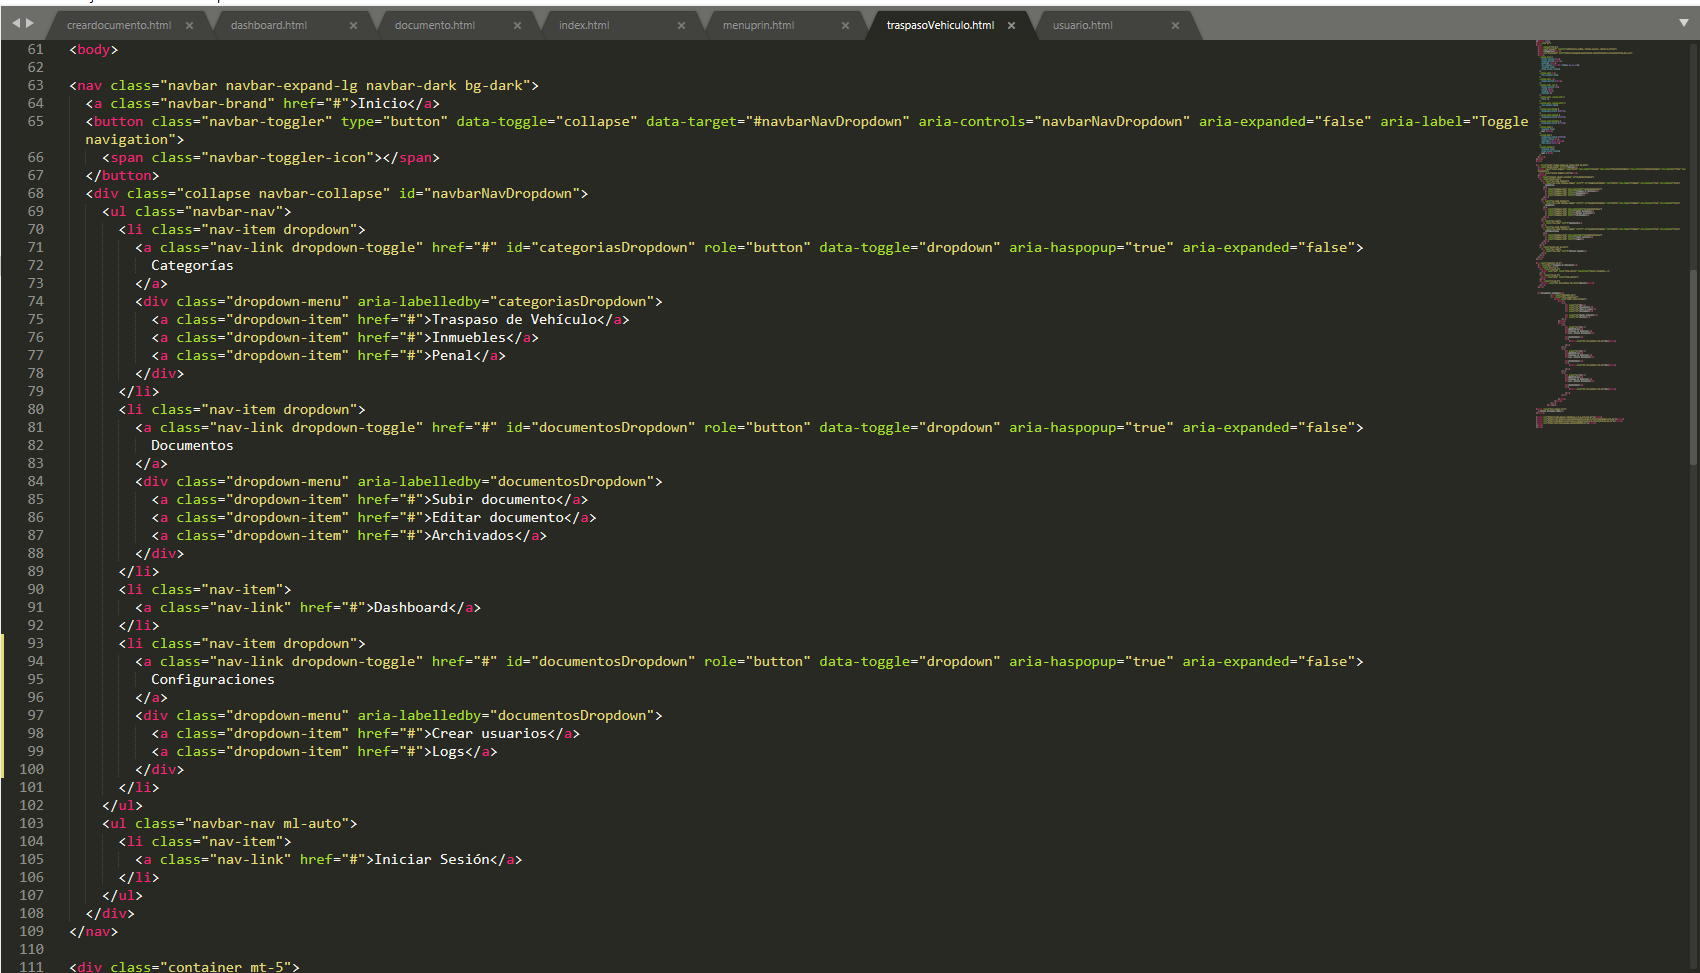 creardocumento.html × dashboard.html × documento.html × index.html × menuprin.html × traspasoVehiculo.html × usuario.html ×
61 <body>
62
63 <nav class="navbar navbar-expand-lg navbar-dark bg-dark">
64 <a class="navbar-brand" href="#">Inicio</a>
65 <button class="navbar-toggler" type="button" data-toggle="collapse" data-target="#navbarNavDropdown" aria-controls="navbarNavDropdown" aria-expanded="false" aria-label="Toggle
navigation">
66 <span class="navbar-toggler-icon"></span>
67 </button>
68 <div class="collapse navbar-collapse" id="navbarNavDropdown">
69 <ul class="navbar-nav">
70 <li class="nav-item dropdown">
71 <a class="nav-link dropdown-toggle" href="#" id="categoriasDropdown" role="button" data-toggle="dropdown" aria-haspopup="true" aria-expanded="false">
72 Categorías
73 </a>
74 <div class="dropdown-menu" aria-labelledby="categoriasDropdown">
75 <a class="dropdown-item" href="#">Traspaso de Vehículo</a>
76 <a class="dropdown-item" href="#">Inmuebles</a>
77 <a class="dropdown-item" href="#">Penal</a>
78 </div>
79 </li>
80 <li class="nav-item dropdown">
81 <a class="nav-link dropdown-toggle" href="#" id="documentosDropdown" role="button" data-toggle="dropdown" aria-haspopup="true" aria-expanded="false">
82 Documentos
83 </a>
84 <div class="dropdown-menu" aria-labelledby="documentosDropdown">
85 <a class="dropdown-item" href="#">Subir documento</a>
86 <a class="dropdown-item" href="#">Editar documento</a>
87 <a class="dropdown-item" href="#">Archivados</a>
88 </div>
89 </li>
90 <li class="nav-item">
91 <a class="nav-link" href="#">Dashboard</a>
92 </li>
93 <li class="nav-item dropdown">
94 <a class="nav-link dropdown-toggle" href="#" id="documentosDropdown" role="button" data-toggle="dropdown" aria-haspopup="true" aria-expanded="false">
95 Configuraciones
96 </a>
97 <div class="dropdown-menu" aria-labelledby="documentosDropdown">
98 <a class="dropdown-item" href="#">Crear usuarios</a>
99 <a class="dropdown-item" href="#">Logs</a>
100 </div>
101 </li>
102 </ul>
103 <ul class="navbar-nav ml-auto">
104 <li class="nav-item">
105 <a class="nav-link" href="#">Iniciar Sesión</a>
106 </li>
107 </ul>
108 </div>
109 </nav>
110
111 <div class="container mt-5">